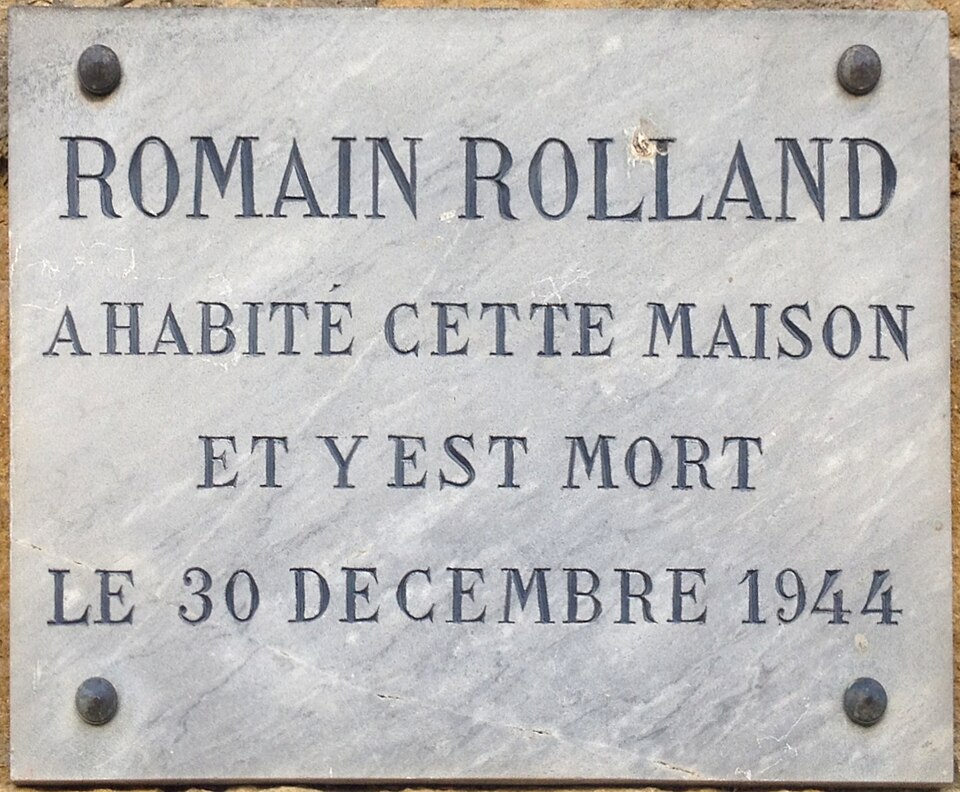 ROMAIN ROLLAND
A HABITÉ CETTE MAISON
ET Y EST MORT
LE 30 DECEMBRE 1944